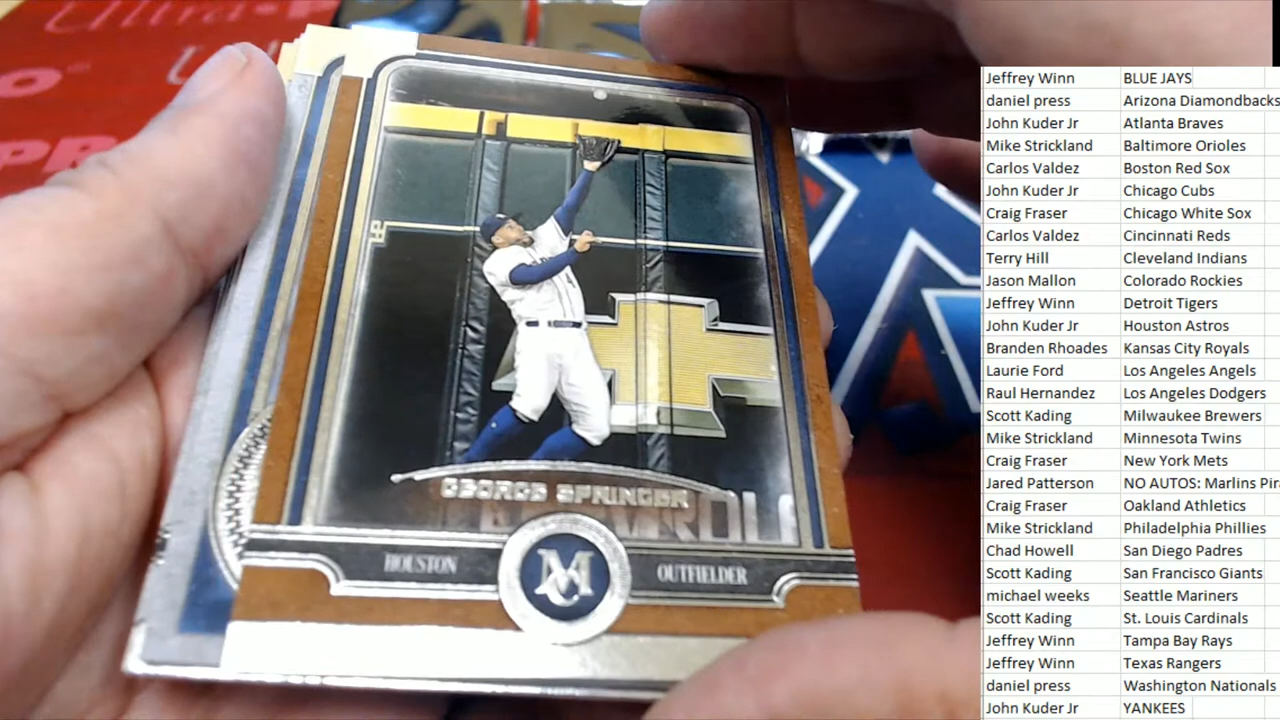 Ultra-P
U
O
PR
GEORGE SPRINGER
HOUSTON
MC
OUTFIELDER
Jeffrey Winn BLUE JAYS
daniel press Arizona Diamondbacks
John Kuder Jr Atlanta Braves
Mike Strickland Baltimore Orioles
Carlos Valdez Boston Red Sox
John Kuder Jr Chicago Cubs
Craig Fraser Chicago White Sox
Carlos Valdez Cincinnati Reds
Terry Hill Cleveland Indians
Jason Mallon Colorado Rockies
Jeffrey Winn Detroit Tigers
John Kuder Jr Houston Astros
Branden Rhoades Kansas City Royals
Laurie Ford Los Angeles Angels
Raul Hernandez Los Angeles Dodgers
Scott Kading Milwaukee Brewers
Mike Strickland Minnesota Twins
Craig Fraser New York Mets
Jared Patterson NO AUTOS: Marlins Pir
Craig Fraser Oakland Athletics
Mike Strickland Philadelphia Phillies
Chad Howell San Diego Padres
Scott Kading San Francisco Giants
michael weeks Seattle Mariners
Scott Kading St. Louis Cardinals
Jeffrey Winn Tampa Bay Rays
Jeffrey Winn Texas Rangers
daniel press Washington Nationals
John Kuder Jr YANKEES